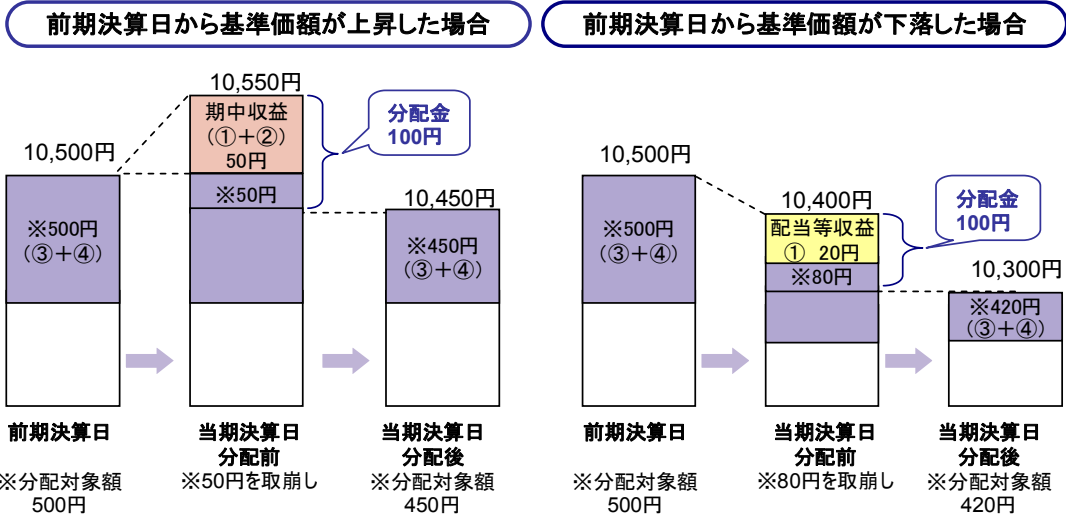 前期決算日から基準価額が上昇した場合
10,550円
期中収益
(①+②)
50円
※50円
分配金
100円
10,500円
※500円
(③+④)
10,450円
※450円
(③+④)
前期決算日
※分配対象額
500円
当期決算日
分配前
※50円を取崩し
当期決算日
分配後
※分配対象額
450円
前期決算日から基準価額が下落した場合
10,500円
※500円
(③+④)
10,400円
配当等収益
① 20円
※80円
分配金
100円
10,300円
※420円
(③+④)
前期決算日
※分配対象額
500円
当期決算日
分配前
※80円を取崩し
当期決算日
分配後
※分配対象額
420円